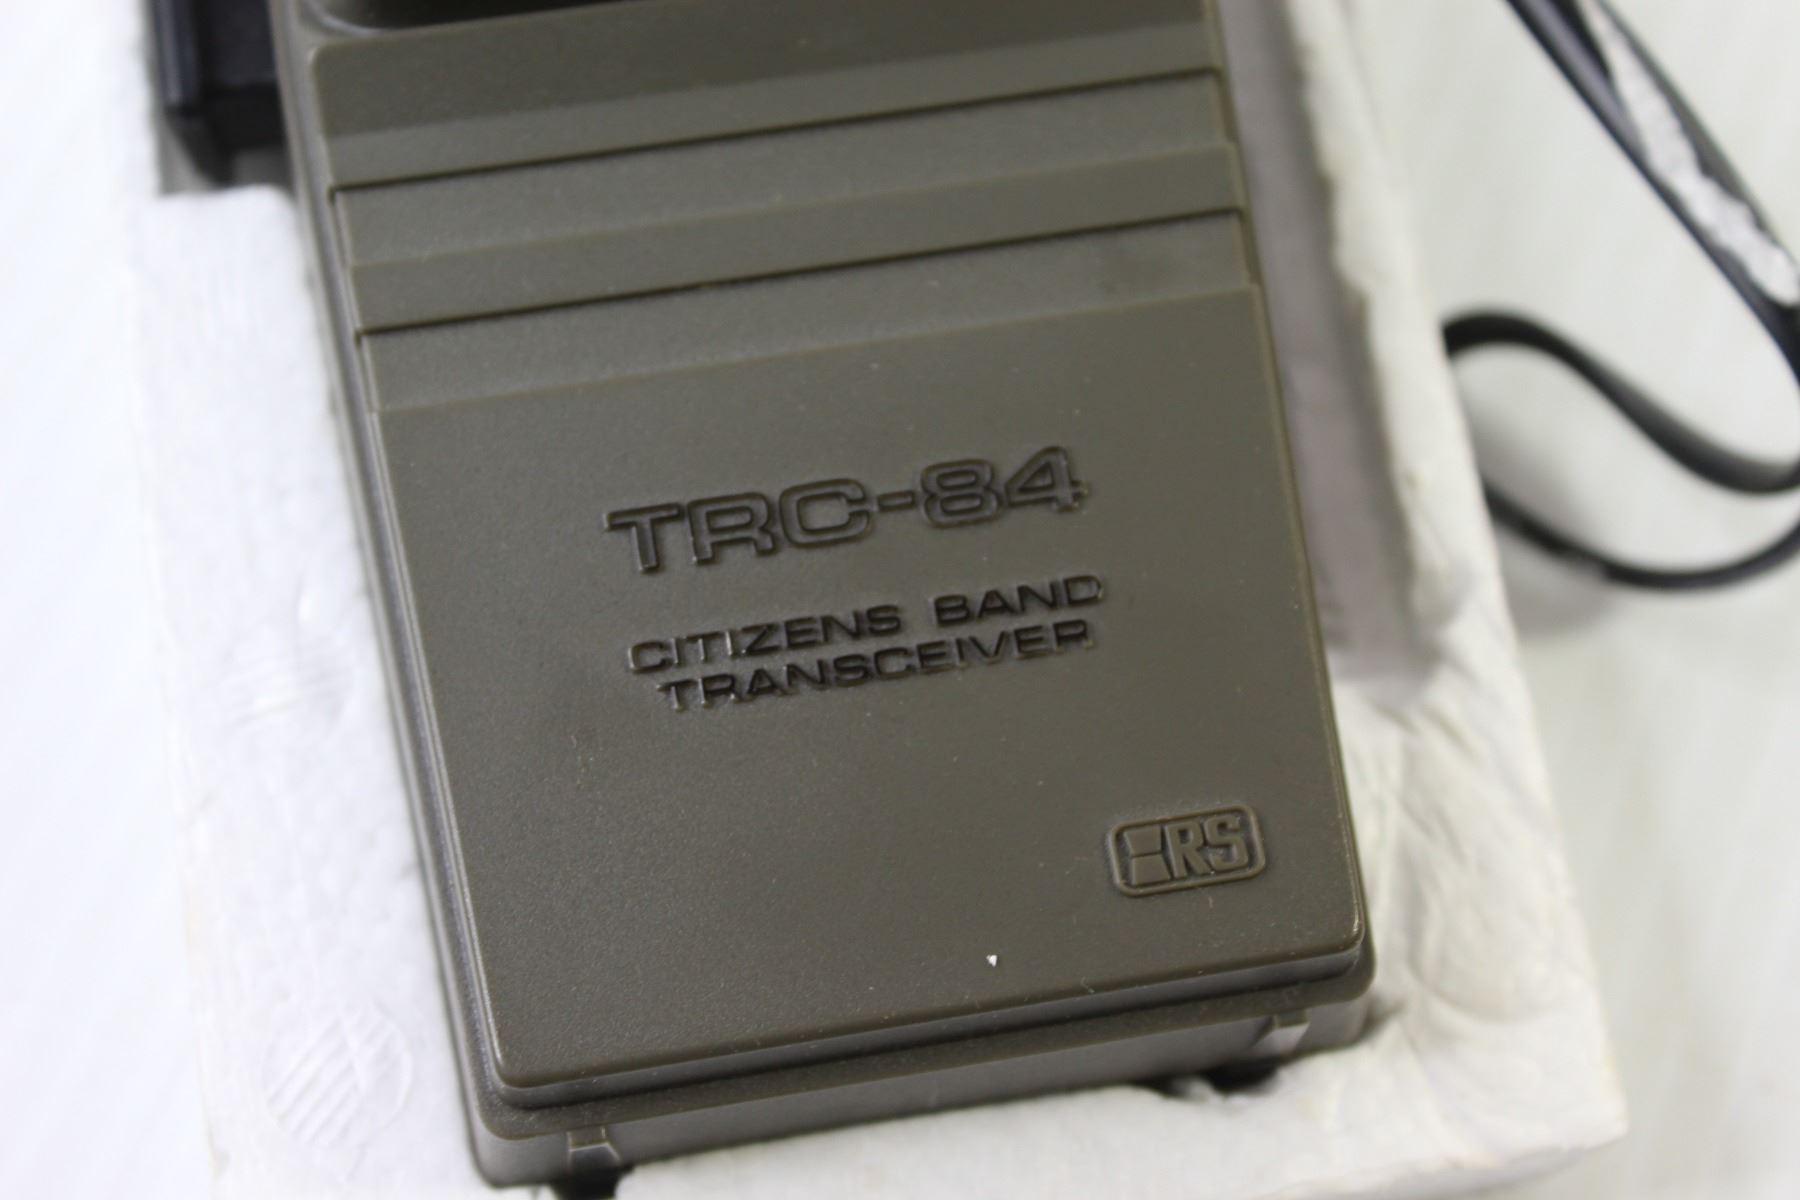 TRC-84
CITIZENS BAND
TRANSCEIVER
RS